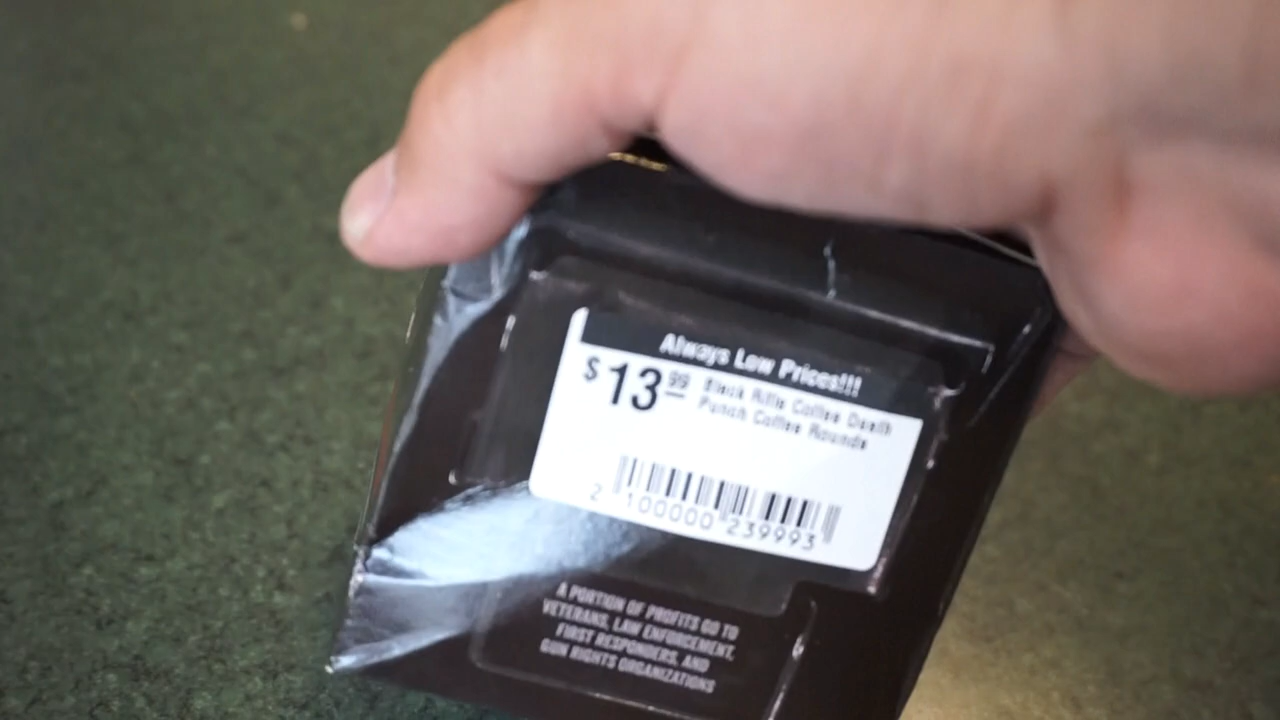 Always Low Prices!!!
$13.99 Black Rifle Coffee Death
Punch Coffee Rounds
2 100000 239993
A PORTION OF PROFITS GO TO
VETERANS, LAW ENFORCEMENT,
FIRST RESPONDERS, AND
GUN RIGHTS ORGANIZATIONS